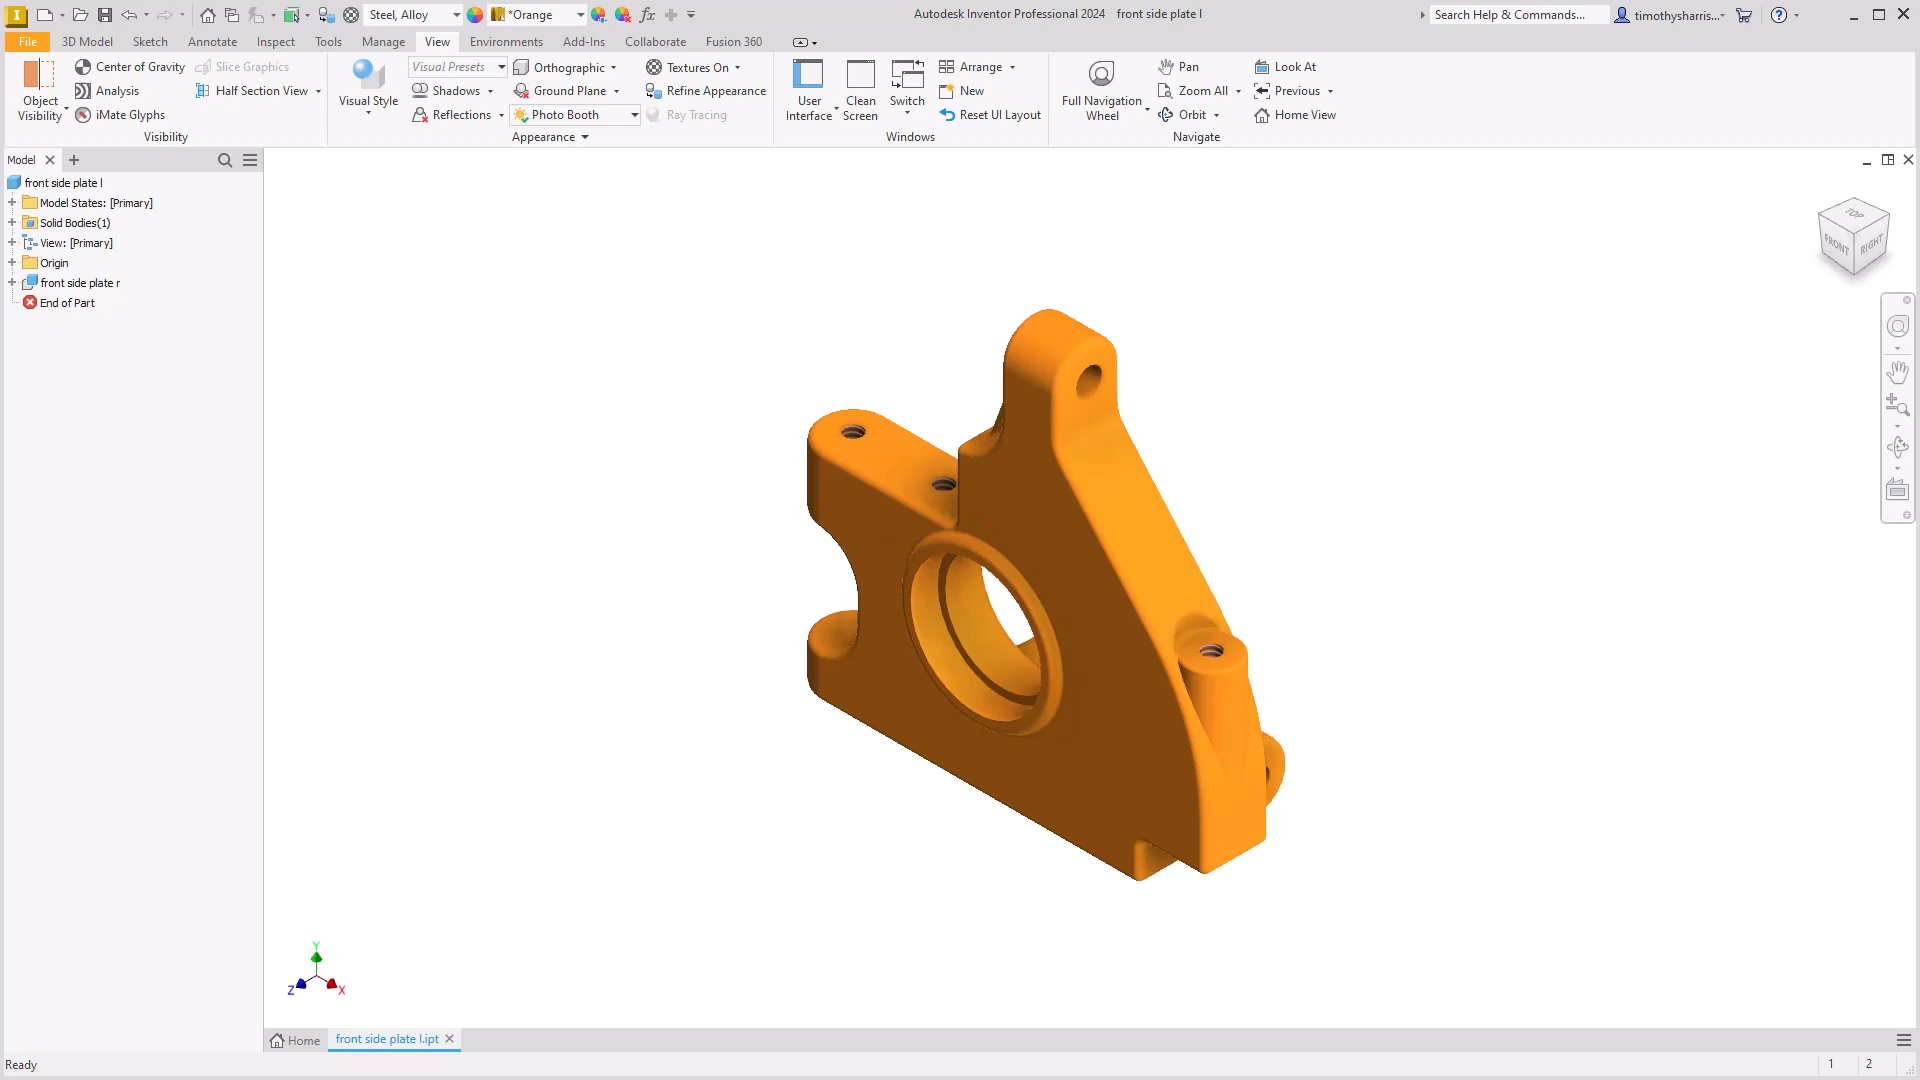 I Steel, Alloy *Orange fx Autodesk Inventor Professional 2024 front side plate l Search Help & Commands... timothysharris... ?
File 3D Model Sketch Annotate Inspect Tools Manage View Environments Add-Ins Collaborate Fusion 360
Center of Gravity Slice Graphics Visual Presets Orthographic Textures On Arrange Pan Look At
Object Visibility Analysis Half Section View Visual Style Shadows Ground Plane Refine Appearance User Interface Clean Screen Switch New Full Navigation Wheel Zoom All Previous
iMate Glyphs Reflections Photo Booth Ray Tracing Reset UI Layout Orbit Home View
Visibility Appearance Windows Navigate
Model
front side plate l
Model States: [Primary]
Solid Bodies(1)
View: [Primary]
Origin
front side plate r
End of Part
TOP
FRONT RIGHT
Y
Z X
Home front side plate l.ipt
Ready 1 2